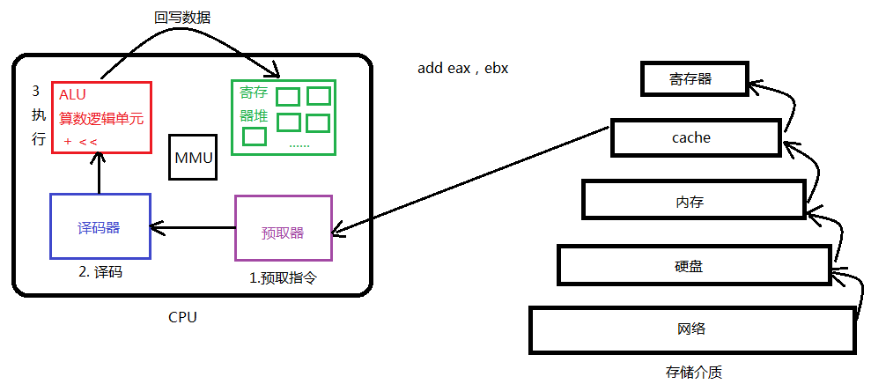 回写数据
add eax，ebx
3
执
行
ALU
算数逻辑单元
+ <<
寄存
器堆
......
MMU
译码器
2. 译码
预取器
1.预取指令
CPU
寄存器
cache
内存
硬盘
网络
存储介质